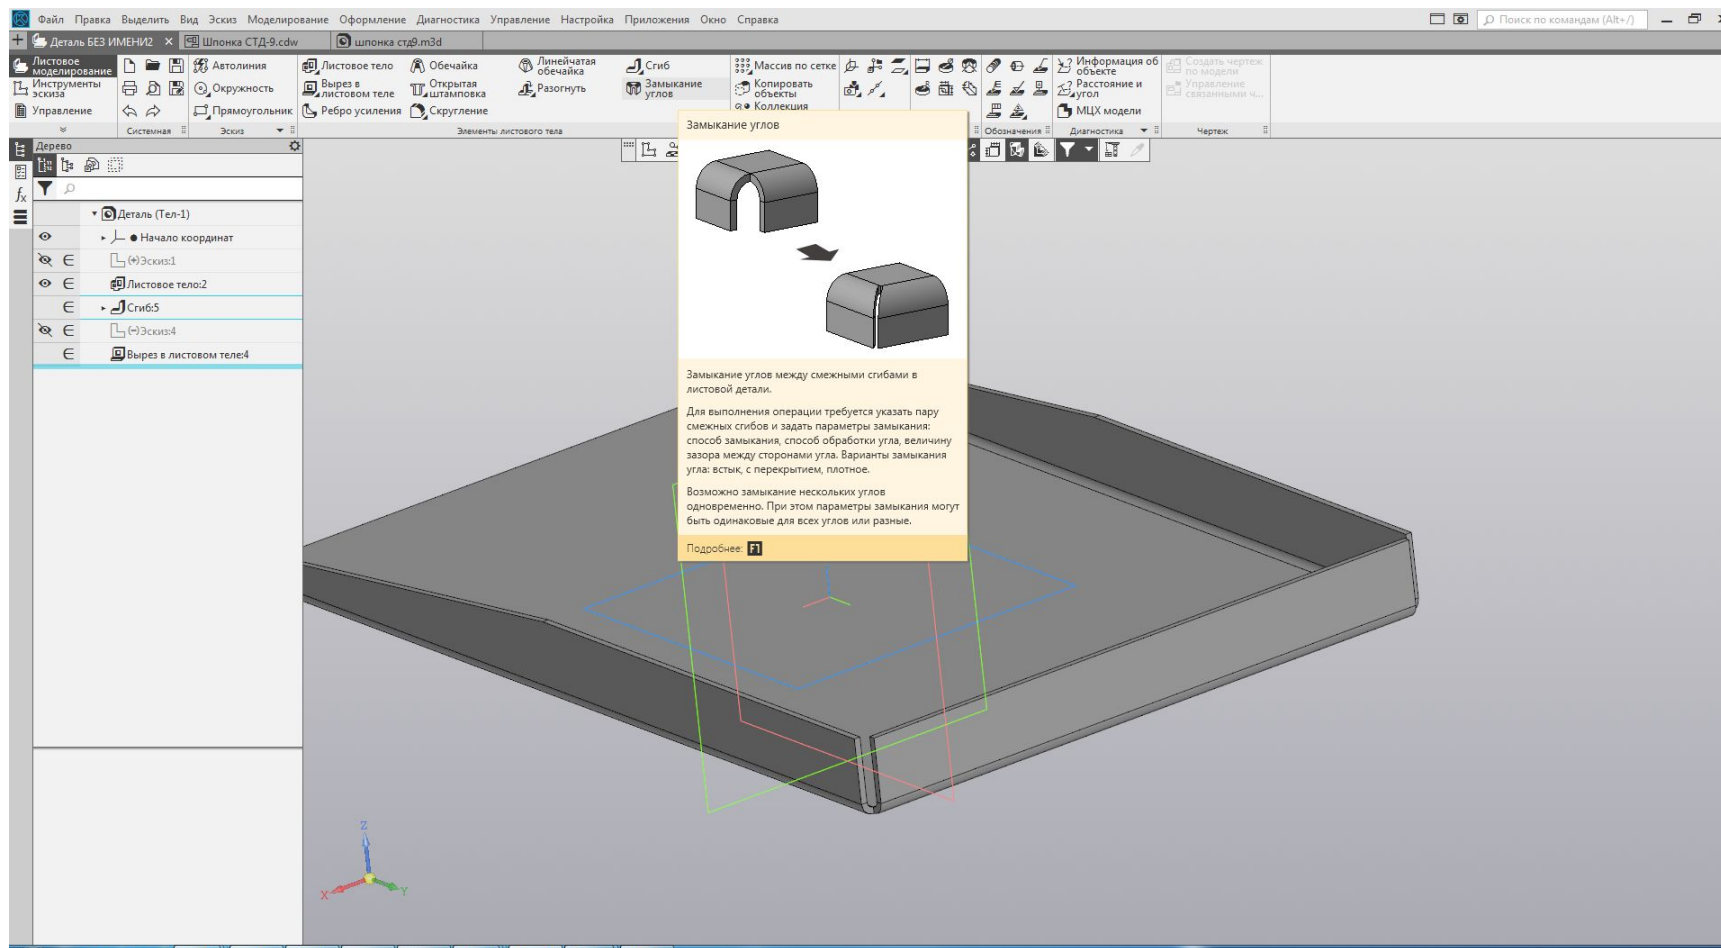 Файл Правка Выделить Вид Эскиз Моделирование Оформление Диагностика Управление Настройка Приложения Окно Справка
Поиск по командам (Alt+/)
Деталь БЕЗ ИМЕНИ2
Шпонка СТД-9.cdw
шпонка стд9.m3d
Листовое моделирование
Инструменты эскиза
Управление
Системная
Автолиния
Окружность
Прямоугольник
Эскиз
Листовое тело
Вырез в листовом теле
Ребро усиления
Обечайка
Открытая штамповка
Скругление
Линейчатая обечайка
Разогнуть
Сгиб
Замыкание углов
Элементы листового тела
Массив по сетке
Копировать объекты
Коллекция
Обозначения
Информация об объекте
Расстояние и угол
МЦХ модели
Диагностика
Создать чертеж по модели
Управление связанными ч...
Чертеж
Дерево
Деталь (Тел-1)
Начало координат
(+)Эскиз:1
Листовое тело:2
Сгиб:5
(-)Эскиз:4
Вырез в листовом теле:4
Замыкание углов
Замыкание углов между смежными сгибами в
листовой детали.
Для выполнения операции требуется указать пару
смежных сгибов и задать параметры замыкания:
способ замыкания, способ обработки угла, величину
зазора между сторонами угла. Варианты замыкания
угла: встык, с перекрытием, плотное.
Возможно замыкание нескольких углов
одновременно. При этом параметры замыкания могут
быть одинаковые для всех углов или разные.
Подробнее: F1
Z
X
Y